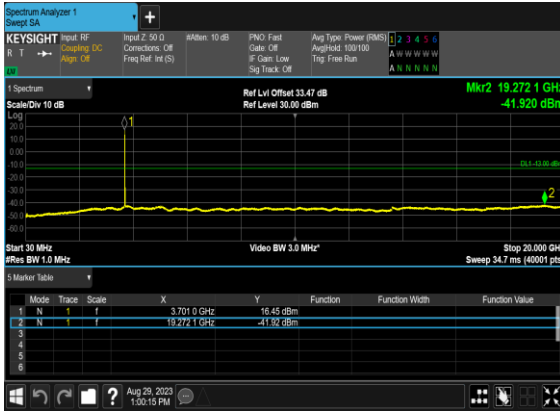 Spectrum Analyzer 1
Swept SA
+
KEYSIGHT Input: RF Input Z: 50 Ω #Atten: 10 dB PNO: Fast Avg Type: Power (RMS) 1 2 3 4 5 6
R T Coupling: DC Corrections: Off Gate: Off Avg|Hold: 100/100 A W W W W W
Align: Off Freq Ref: Int (S) IF Gain: Low Trig: Free Run
Sig Track: Off A N N N N N
1 Spectrum Ref Lvl Offset 33.47 dB Mkr2 19.272 1 GHz
Scale/Div 10 dB Ref Level 30.00 dBm -41.920 dBm
Log
20.0
10.0
0.00
-10.0
-20.0
-30.0
-40.0
-50.0
-60.0
1
DL1 -13.00 dBm
2
Start 30 MHz Video BW 3.0 MHz* Stop 20.000 GHz
#Res BW 1.0 MHz Sweep 34.7 ms (40001 pts)
5 Marker Table
Mode Trace Scale X Y Function Function Width Function Value
1 N 1 f 3.701 0 GHz 16.45 dBm
2 N 1 f 19.272 1 GHz -41.92 dBm
3
4
5
6
? Aug 29, 2023
1:00:15 PM